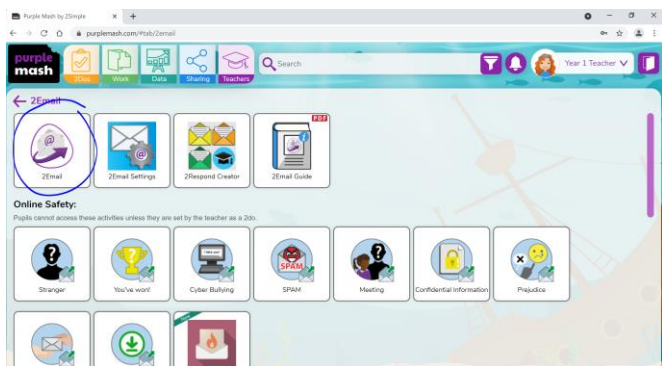 Purple Mash by 2Simple
purplemash.com/#tab/2email
purple
mash
2Dos
Work
Data
Sharing
Teachers
Search
Year 1 Teacher
2Email
@
2Email
@
2Email Settings
2Respond Creator
PDF
2Email Guide
Online Safety:
Pupils cannot access these activities unless they are set by the teacher as a 2do.
Stranger
You've won!
Cyber Bullying
SPAM
SPAM
Meeting
Confidential Information
Prejudice